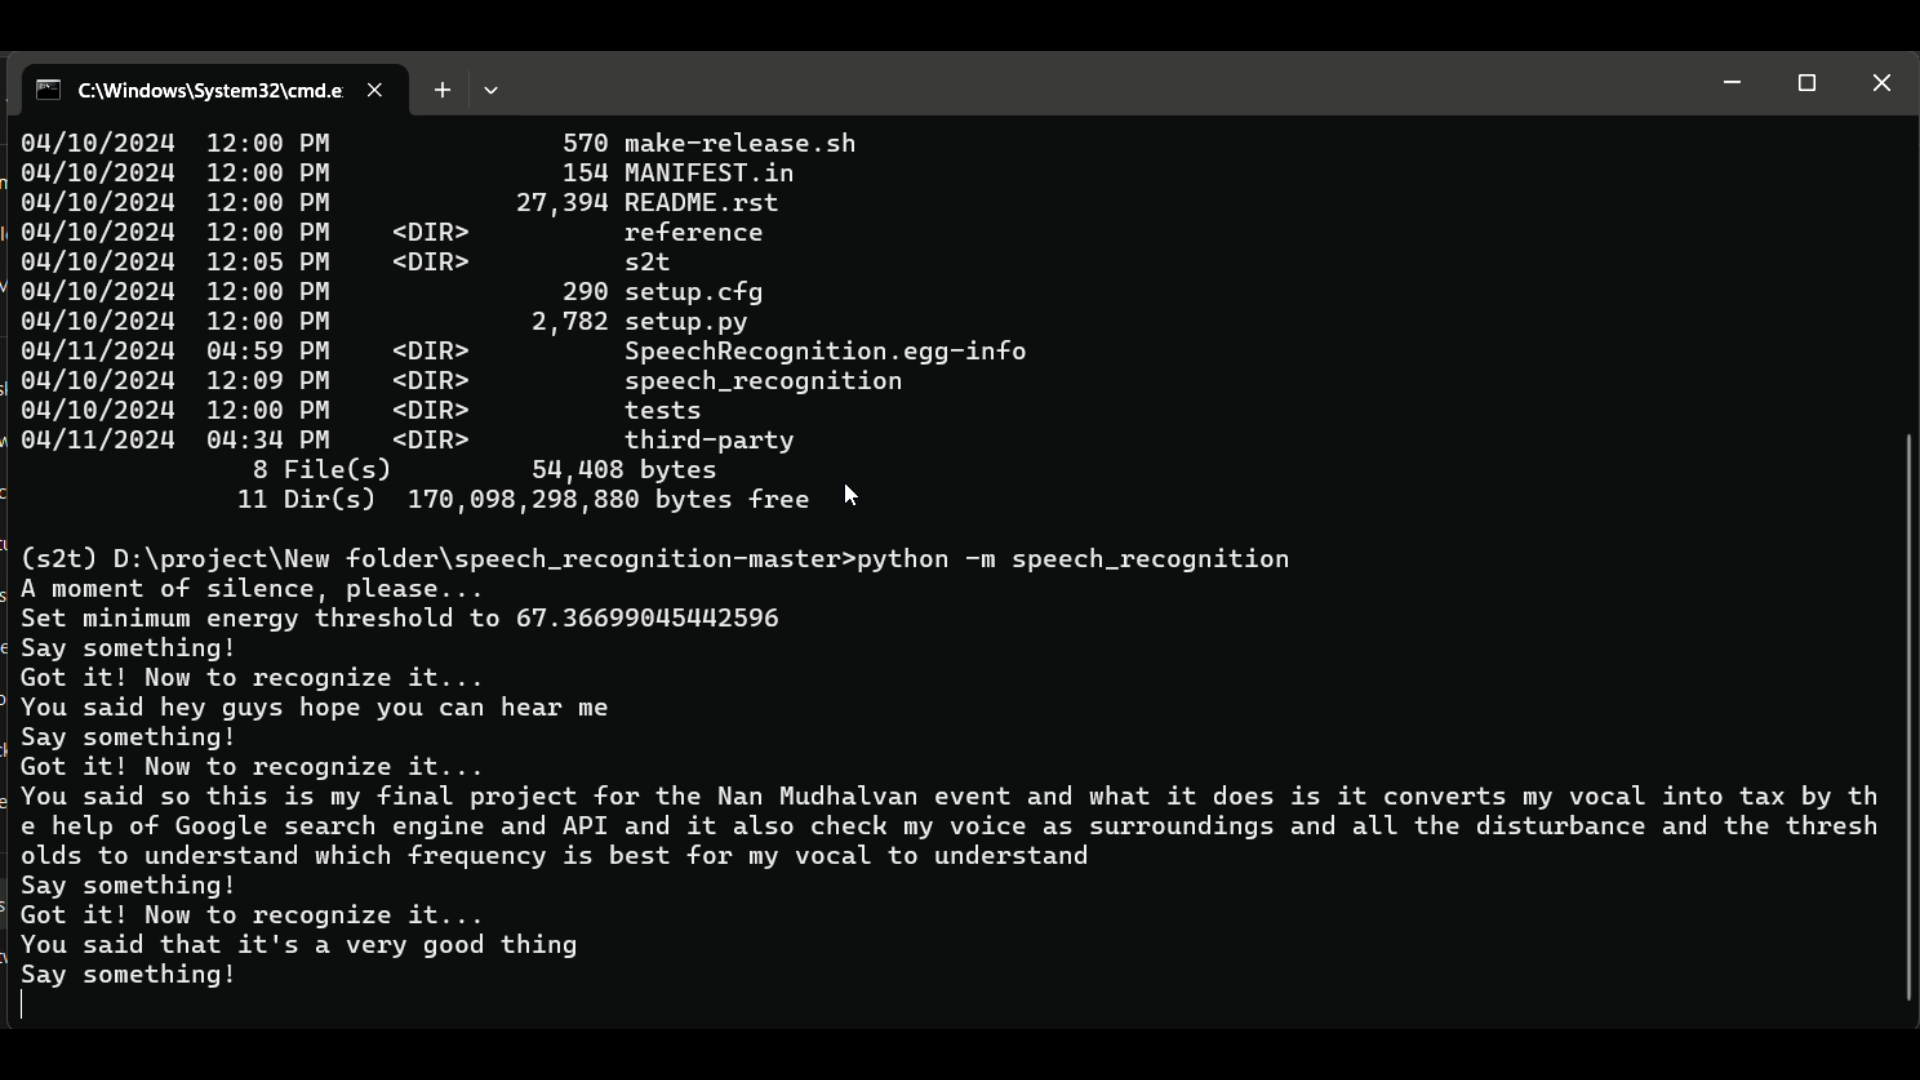 C:\Windows\System32\cmd.e
04/10/2024  12:00 PM               570 make-release.sh
04/10/2024  12:00 PM               154 MANIFEST.in
04/10/2024  12:00 PM            27,394 README.rst
04/10/2024  12:00 PM    <DIR>          reference
04/10/2024  12:05 PM    <DIR>          s2t
04/10/2024  12:00 PM               290 setup.cfg
04/10/2024  12:00 PM             2,782 setup.py
04/11/2024  04:59 PM    <DIR>          SpeechRecognition.egg-info
04/10/2024  12:09 PM    <DIR>          speech_recognition
04/10/2024  12:00 PM    <DIR>          tests
04/11/2024  04:34 PM    <DIR>          third-party
               8 File(s)         54,408 bytes
              11 Dir(s)  170,098,298,880 bytes free
(s2t) D:\project\New folder\speech_recognition-master>python -m speech_recognition
A moment of silence, please...
Set minimum energy threshold to 67.36699045442596
Say something!
Got it! Now to recognize it...
You said hey guys hope you can hear me
Say something!
Got it! Now to recognize it...
You said so this is my final project for the Nan Mudhalvan event and what it does is it converts my vocal into tax by th
e help of Google search engine and API and it also check my voice as surroundings and all the disturbance and the thresh
olds to understand which frequency is best for my vocal to understand
Say something!
Got it! Now to recognize it...
You said that it's a very good thing
Say something!